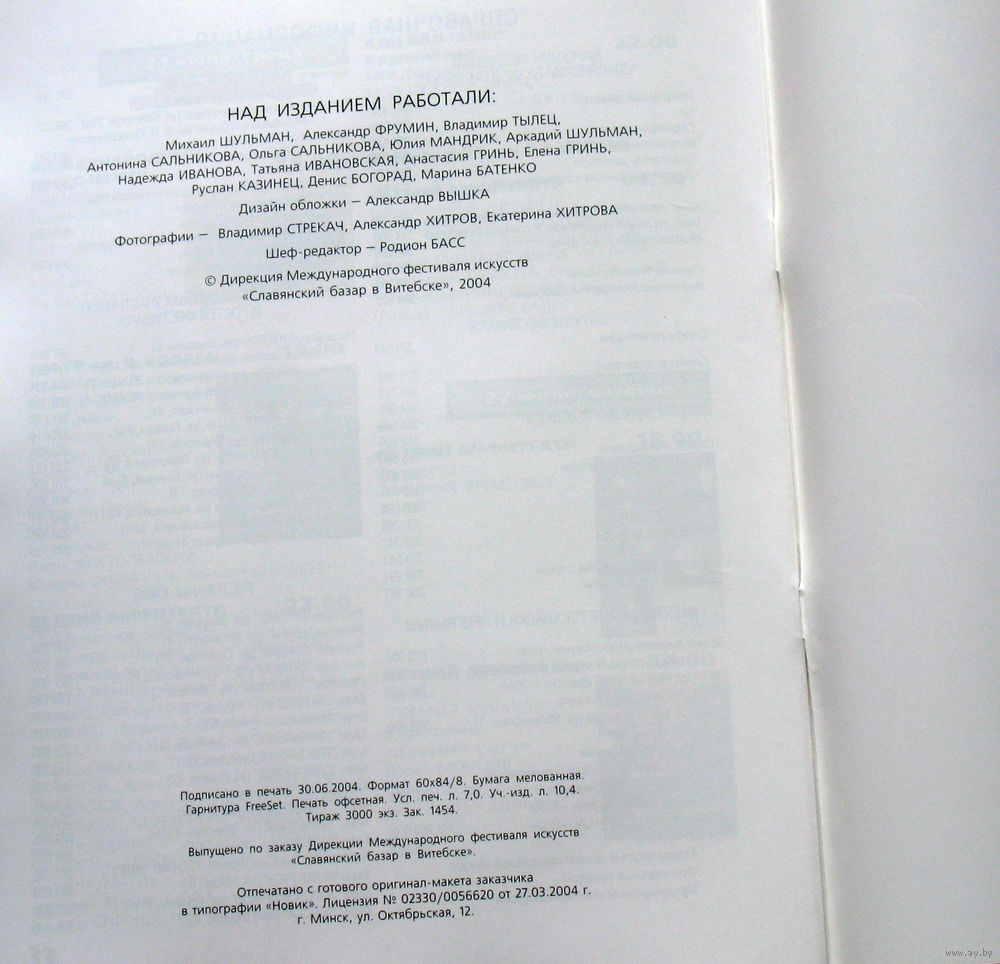 НАД ИЗДАНИЕМ РАБОТАЛИ:
Михаил ШУЛЬМАН, Александр ФРУМИН, Владимир ТЫЛЕЦ,
Антонина САЛЬНИКОВА, Ольга САЛЬНИКОВА, Юлия МАНДРИК, Аркадий ШУЛЬМАН,
Надежда ИВАНОВА, Татьяна ИВАНОВСКАЯ, Анастасия ГРИНЬ, Елена ГРИНЬ,
Руслан КАЗИНЕЦ, Денис БОГОРАД, Марина БАТЕНКО
Дизайн обложки – Александр ВЫШКА
Фотографии – Владимир СТРЕКАЧ, Александр ХИТРОВ, Екатерина ХИТРОВА
Шеф-редактор – Родион БАСС
© Дирекция Международного фестиваля искусств
«Славянский базар в Витебске», 2004
Подписано в печать 30.06.2004. Формат 60х84/8. Бумага мелованная.
Гарнитура FreeSet. Печать офсетная. Усл. печ. л. 7,0. Уч.-изд. л. 10,4.
Тираж 3000 экз. Зак. 1454.
Выпущено по заказу Дирекции Международного фестиваля искусств
«Славянский базар в Витебске».
Отпечатано с готового оригинал-макета заказчика
в типографии «Новик». Лицензия № 02330/0056620 от 27.03.2004 г.
г. Минск, ул. Октябрьская, 12.
www.ay.by